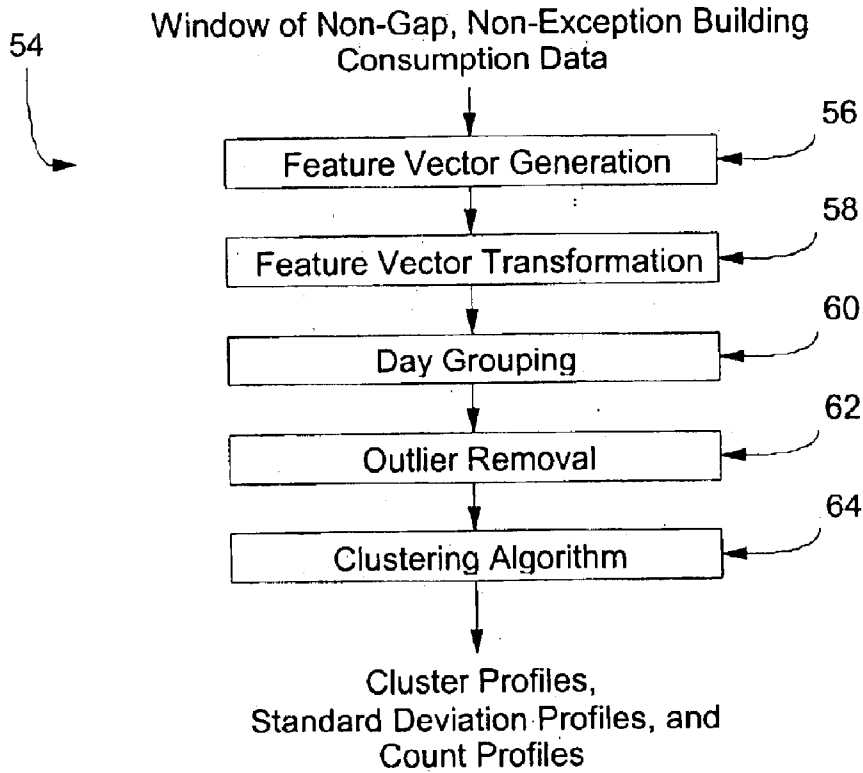 Window of Non-Gap, Non-Exception Building
Consumption Data
54
56
Feature Vector Generation
58
Feature Vector Transformation
60
Day Grouping
62
Outlier Removal
64
Clustering Algorithm
Cluster Profiles,
Standard Deviation Profiles, and
Count Profiles